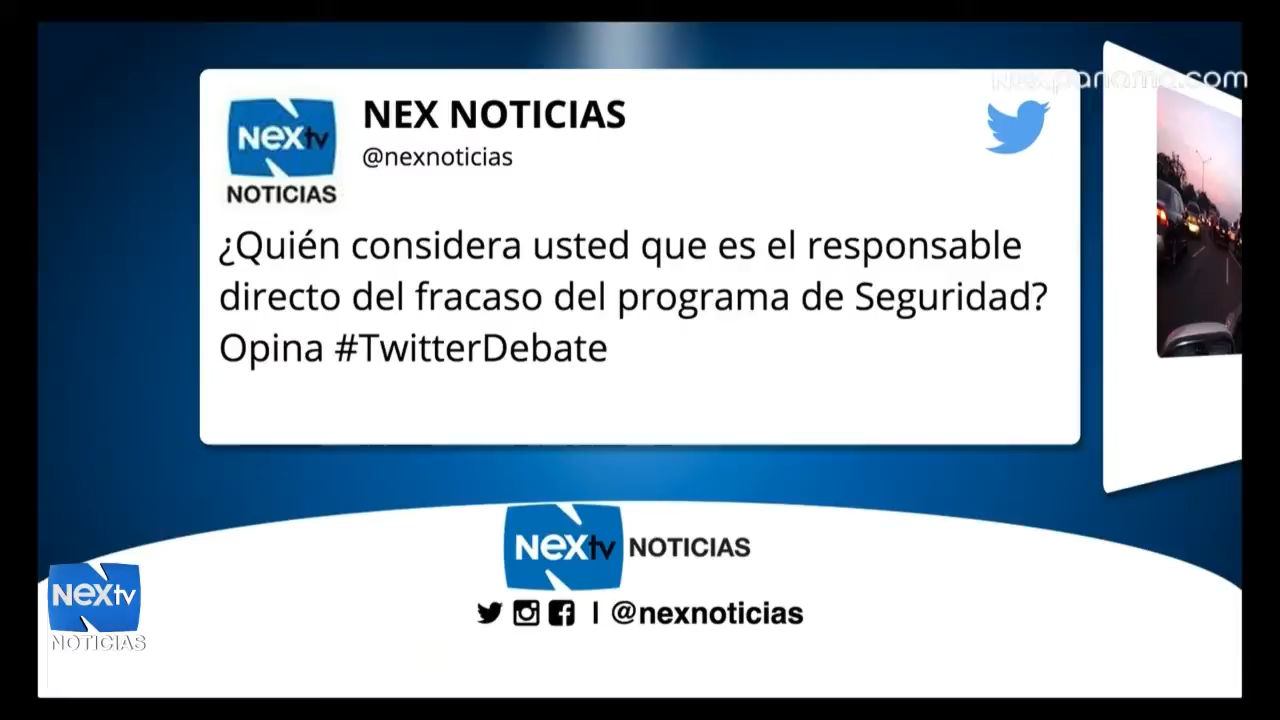 Nexpanama.com
NEXtv
NOTICIAS
NEX NOTICIAS
@nexnoticias
¿Quién considera usted que es el responsable
directo del fracaso del programa de Seguridad?
Opina #TwitterDebate
NEXtv NOTICIAS
| @nexnoticias
NEXtv
NOTICIAS